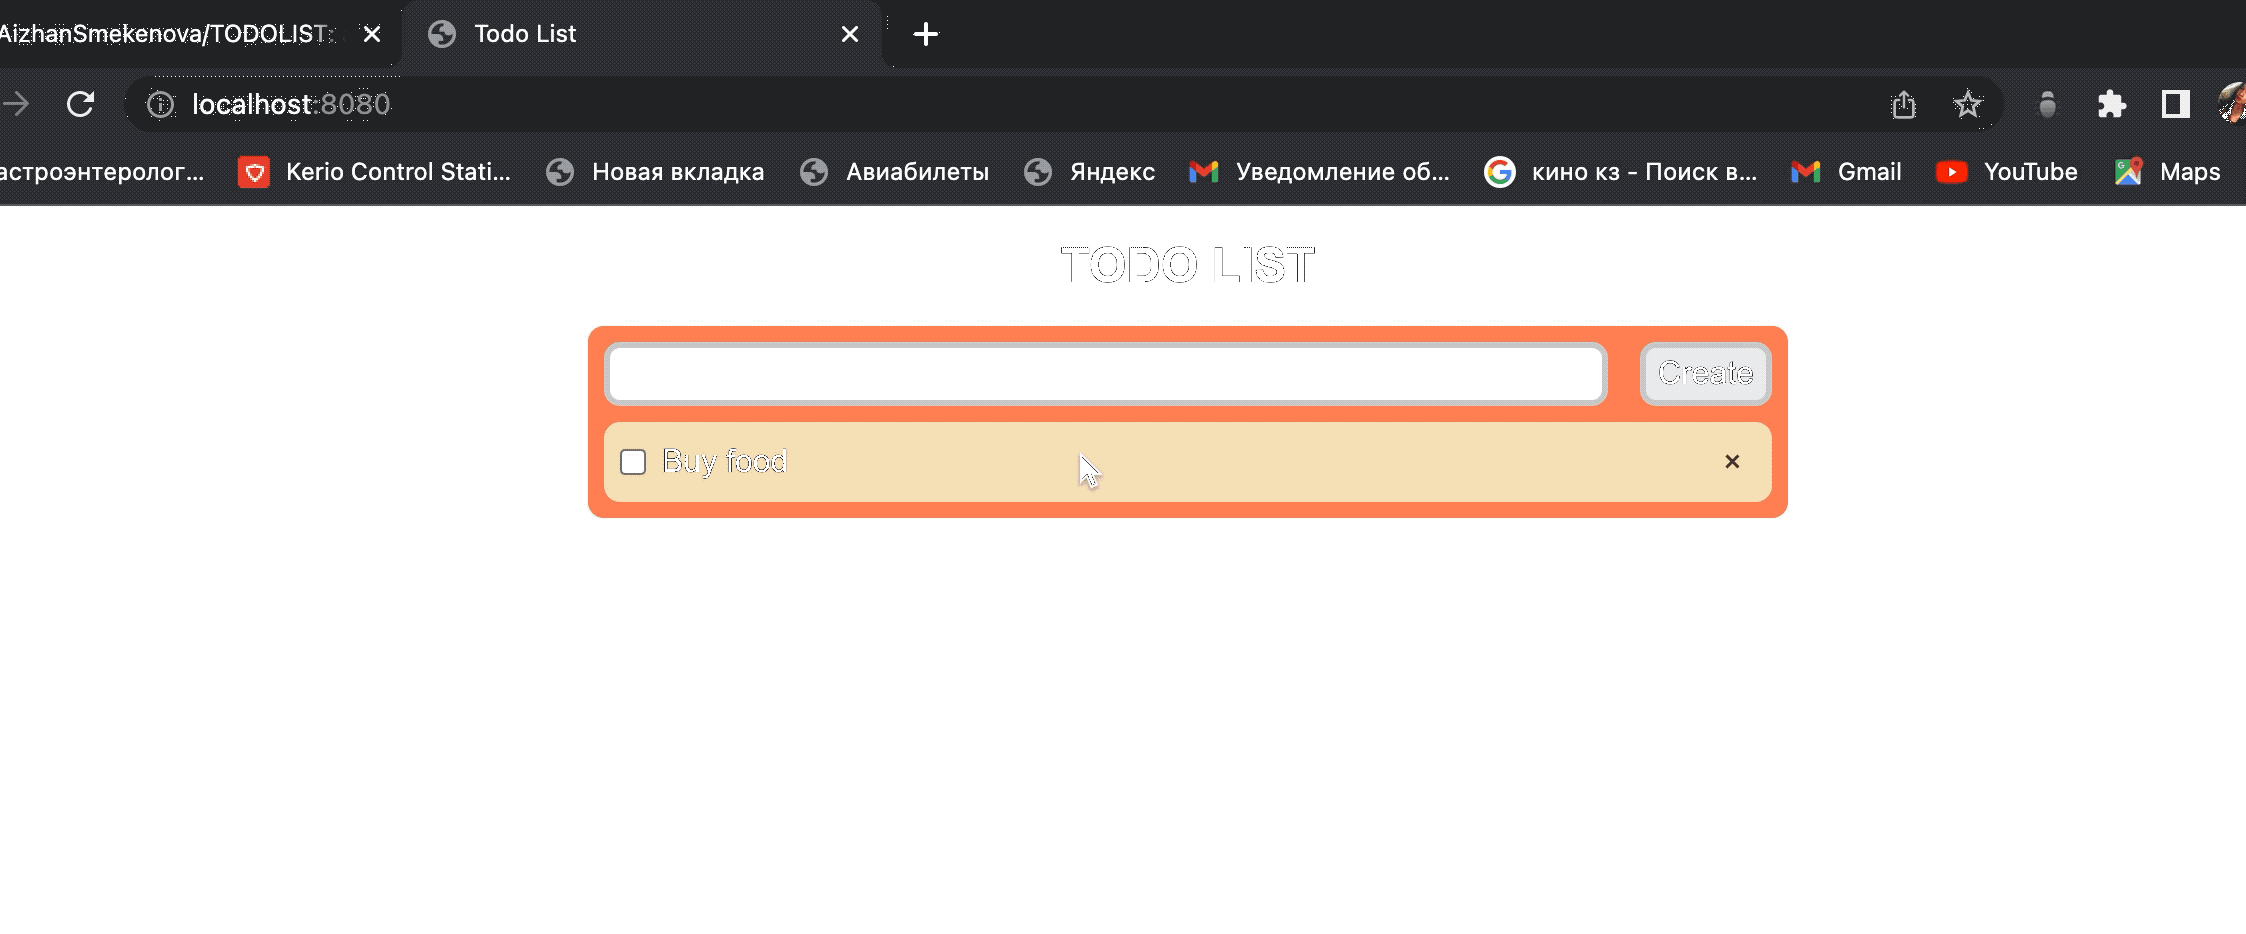 AizhanSmekenova/TODOLIST:
Todo List
localhost:8080
астроэнтеролог...
Kerio Control Stati...
Новая вкладка
Авиабилеты
Яндекс
Уведомление об...
кино кз - Поиск в...
Gmail
YouTube
Maps
TODO LIST
Create
Buy food